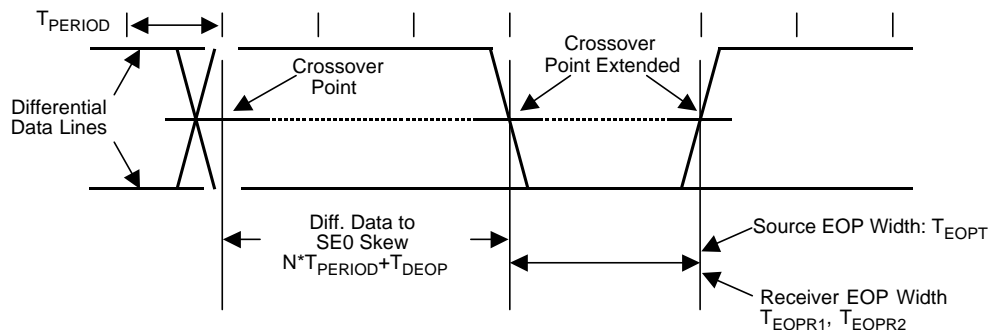 TPERIOD
Crossover
Point
Crossover
Point Extended
Differential
Data Lines
Diff. Data to
SE0 Skew
N*TPERIOD+TDEOP
Source EOP Width: TEOPT
Receiver EOP Width
TEOPR1, TEOPR2